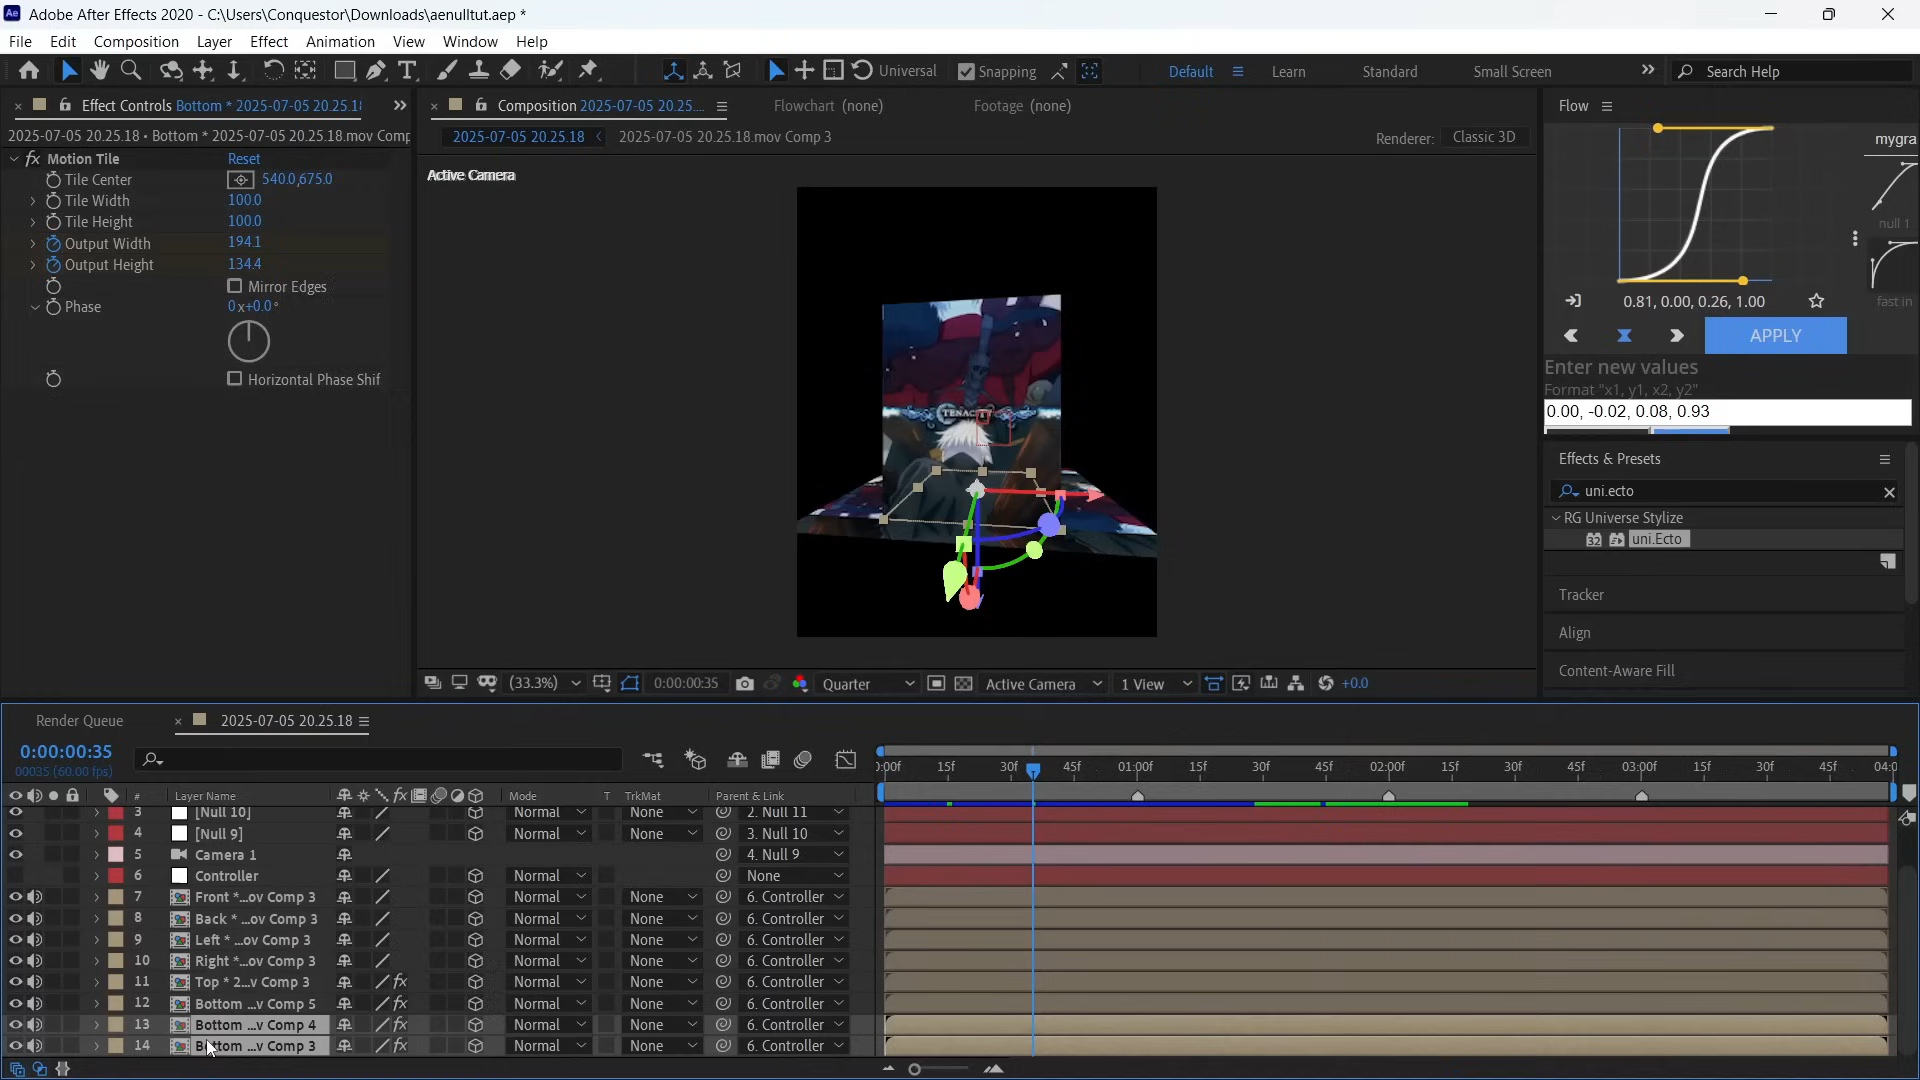 Adobe After Effects 2020 - C:\Users\Conquestor\Downloads\aenulltut.aep *
File Edit Composition Layer Effect Animation View Window Help
Universal Snapping Default Learn Standard Small Screen Search Help
Effect Controls Bottom * 2025-07-05 20.25.18
2025-07-05 20.25.18 • Bottom * 2025-07-05 20.25.18.mov Comp
fx Motion Tile Reset
Tile Center 540.0,675.0
Tile Width 100.0
Tile Height 100.0
Output Width 194.1
Output Height 134.4
Mirror Edges
Phase 0x+0.0°
Horizontal Phase Shif
Composition 2025-07-05 20.25.... Flowchart (none) Footage (none)
2025-07-05 20.25.18 2025-07-05 20.25.18.mov Comp 3 Renderer: Classic 3D
Active Camera
TENACITY
(33.3%) 0:00:00:35 Quarter Active Camera 1 View +0.0
Flow
mygra
null 1
0.81, 0.00, 0.26, 1.00
fast in
APPLY
Enter new values
Format "x1, y1, x2, y2"
0.00, -0.02, 0.08, 0.93
Effects & Presets
uni.ecto
RG Universe Stylize
32 uni.Ecto
Tracker
Align
Content-Aware Fill
Render Queue 2025-07-05 20.25.18
0:00:00:35
00035 (60.00 fps)
:00f 15f 30f 45f 01:00f 15f 30f 45f 02:00f 15f 30f 45f 03:00f 15f 30f 45f 04:0
# Layer Name fx Mode T TrkMat Parent & Link
3 [Null 10] Normal None 2. Null 11
4 [Null 9] Normal None 3. Null 10
5 Camera 1 4. Null 9
6 Controller Normal None
7 Front *...ov Comp 3 Normal None 6. Controller
8 Back * ...ov Comp 3 Normal None 6. Controller
9 Left * ...ov Comp 3 Normal None 6. Controller
10 Right *...ov Comp 3 Normal None 6. Controller
11 Top * 2...v Comp 3 fx Normal None 6. Controller
12 Bottom ...v Comp 5 fx Normal None 6. Controller
13 Bottom ...v Comp 4 fx Normal None 6. Controller
14 Bottom ...v Comp 3 fx Normal None 6. Controller